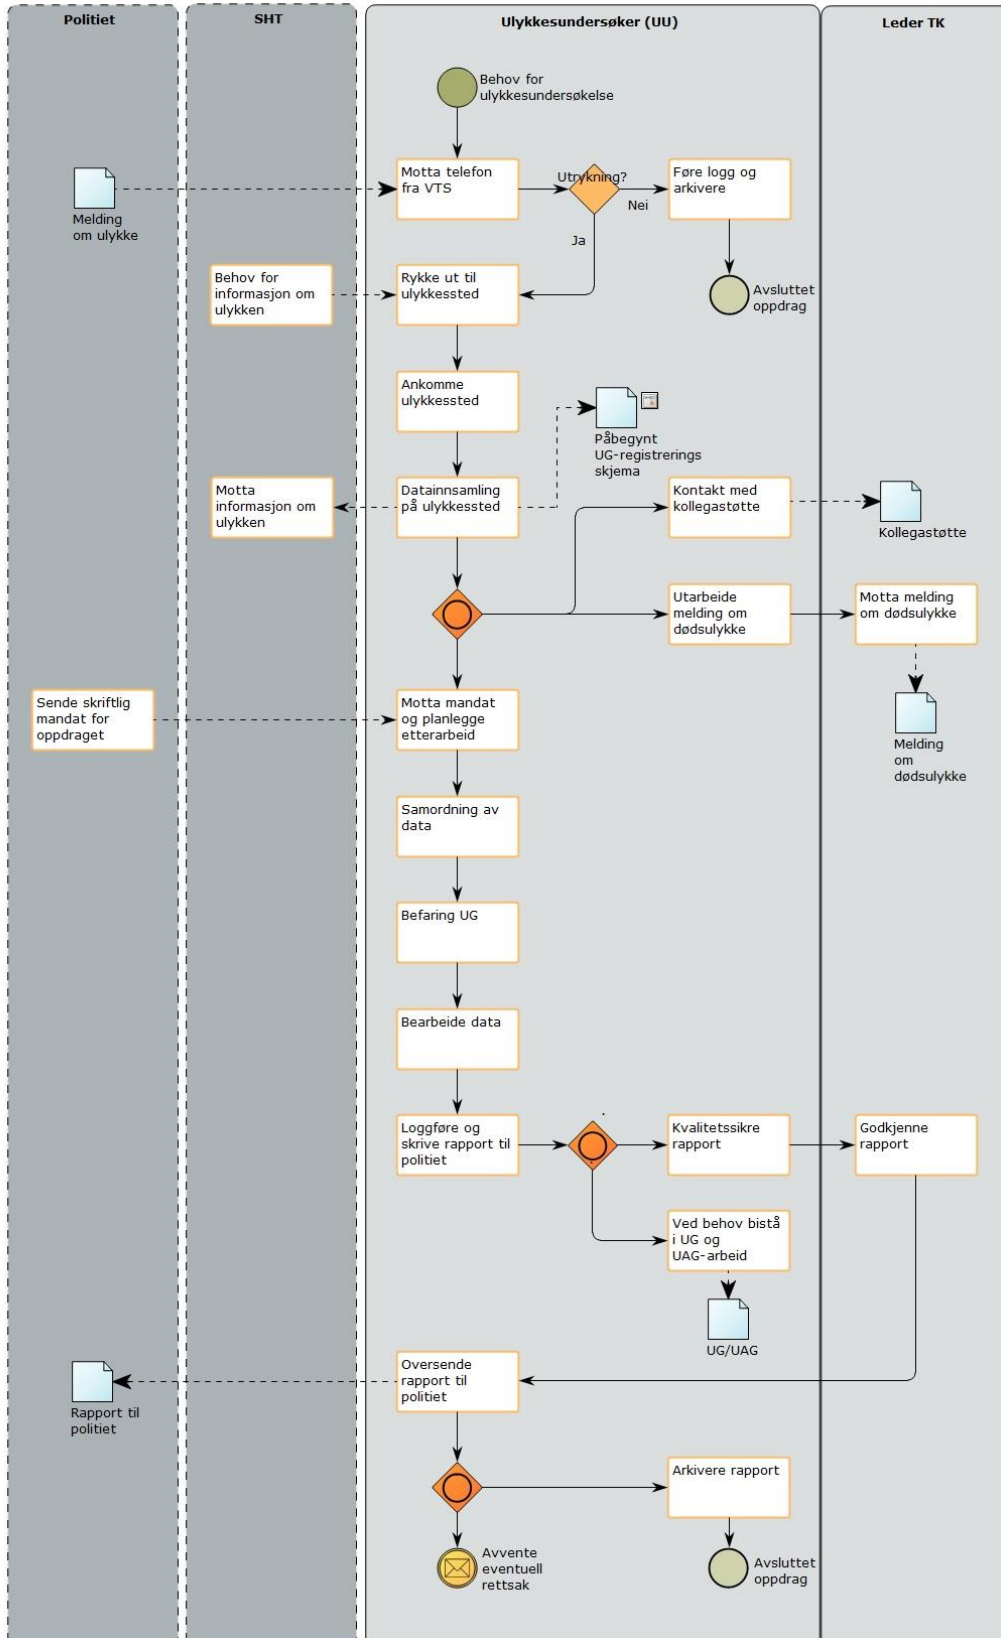 Politiet
SHT
Ulykkesundersøker (UU)
Leder TK
Behov for
ulykkesundersøkelse
Melding
om ulykke
Motta telefon
fra VTS
Utrykning?
Nei
Ja
Føre logg og
arkivere
Avsluttet
oppdrag
Behov for
informasjon om
ulykken
Rykke ut til
ulykkessted
Ankomme
ulykkessted
Påbegynt
UG-registrerings
skjema
Motta
informasjon om
ulykken
Datainnsamling
på ulykkessted
Kontakt med
kollegastøtte
Kollegastøtte
Utarbeide
melding om
dødsulykke
Motta melding
om dødsulykke
Melding
om
dødsulykke
Sende skriftlig
mandat for
oppdraget
Motta mandat
og planlegge
etterarbeid
Samordning av
data
Befaring UG
Bearbeide data
Loggføre og
skrive rapport til
politiet
Kvalitetssikre
rapport
Godkjenne
rapport
Ved behov bistå
i UG og
UAG-arbeid
UG/UAG
Oversende
rapport til
politiet
Rapport til
politiet
Arkivere rapport
Avvente
eventuell
rettsak
Avsluttet
oppdrag